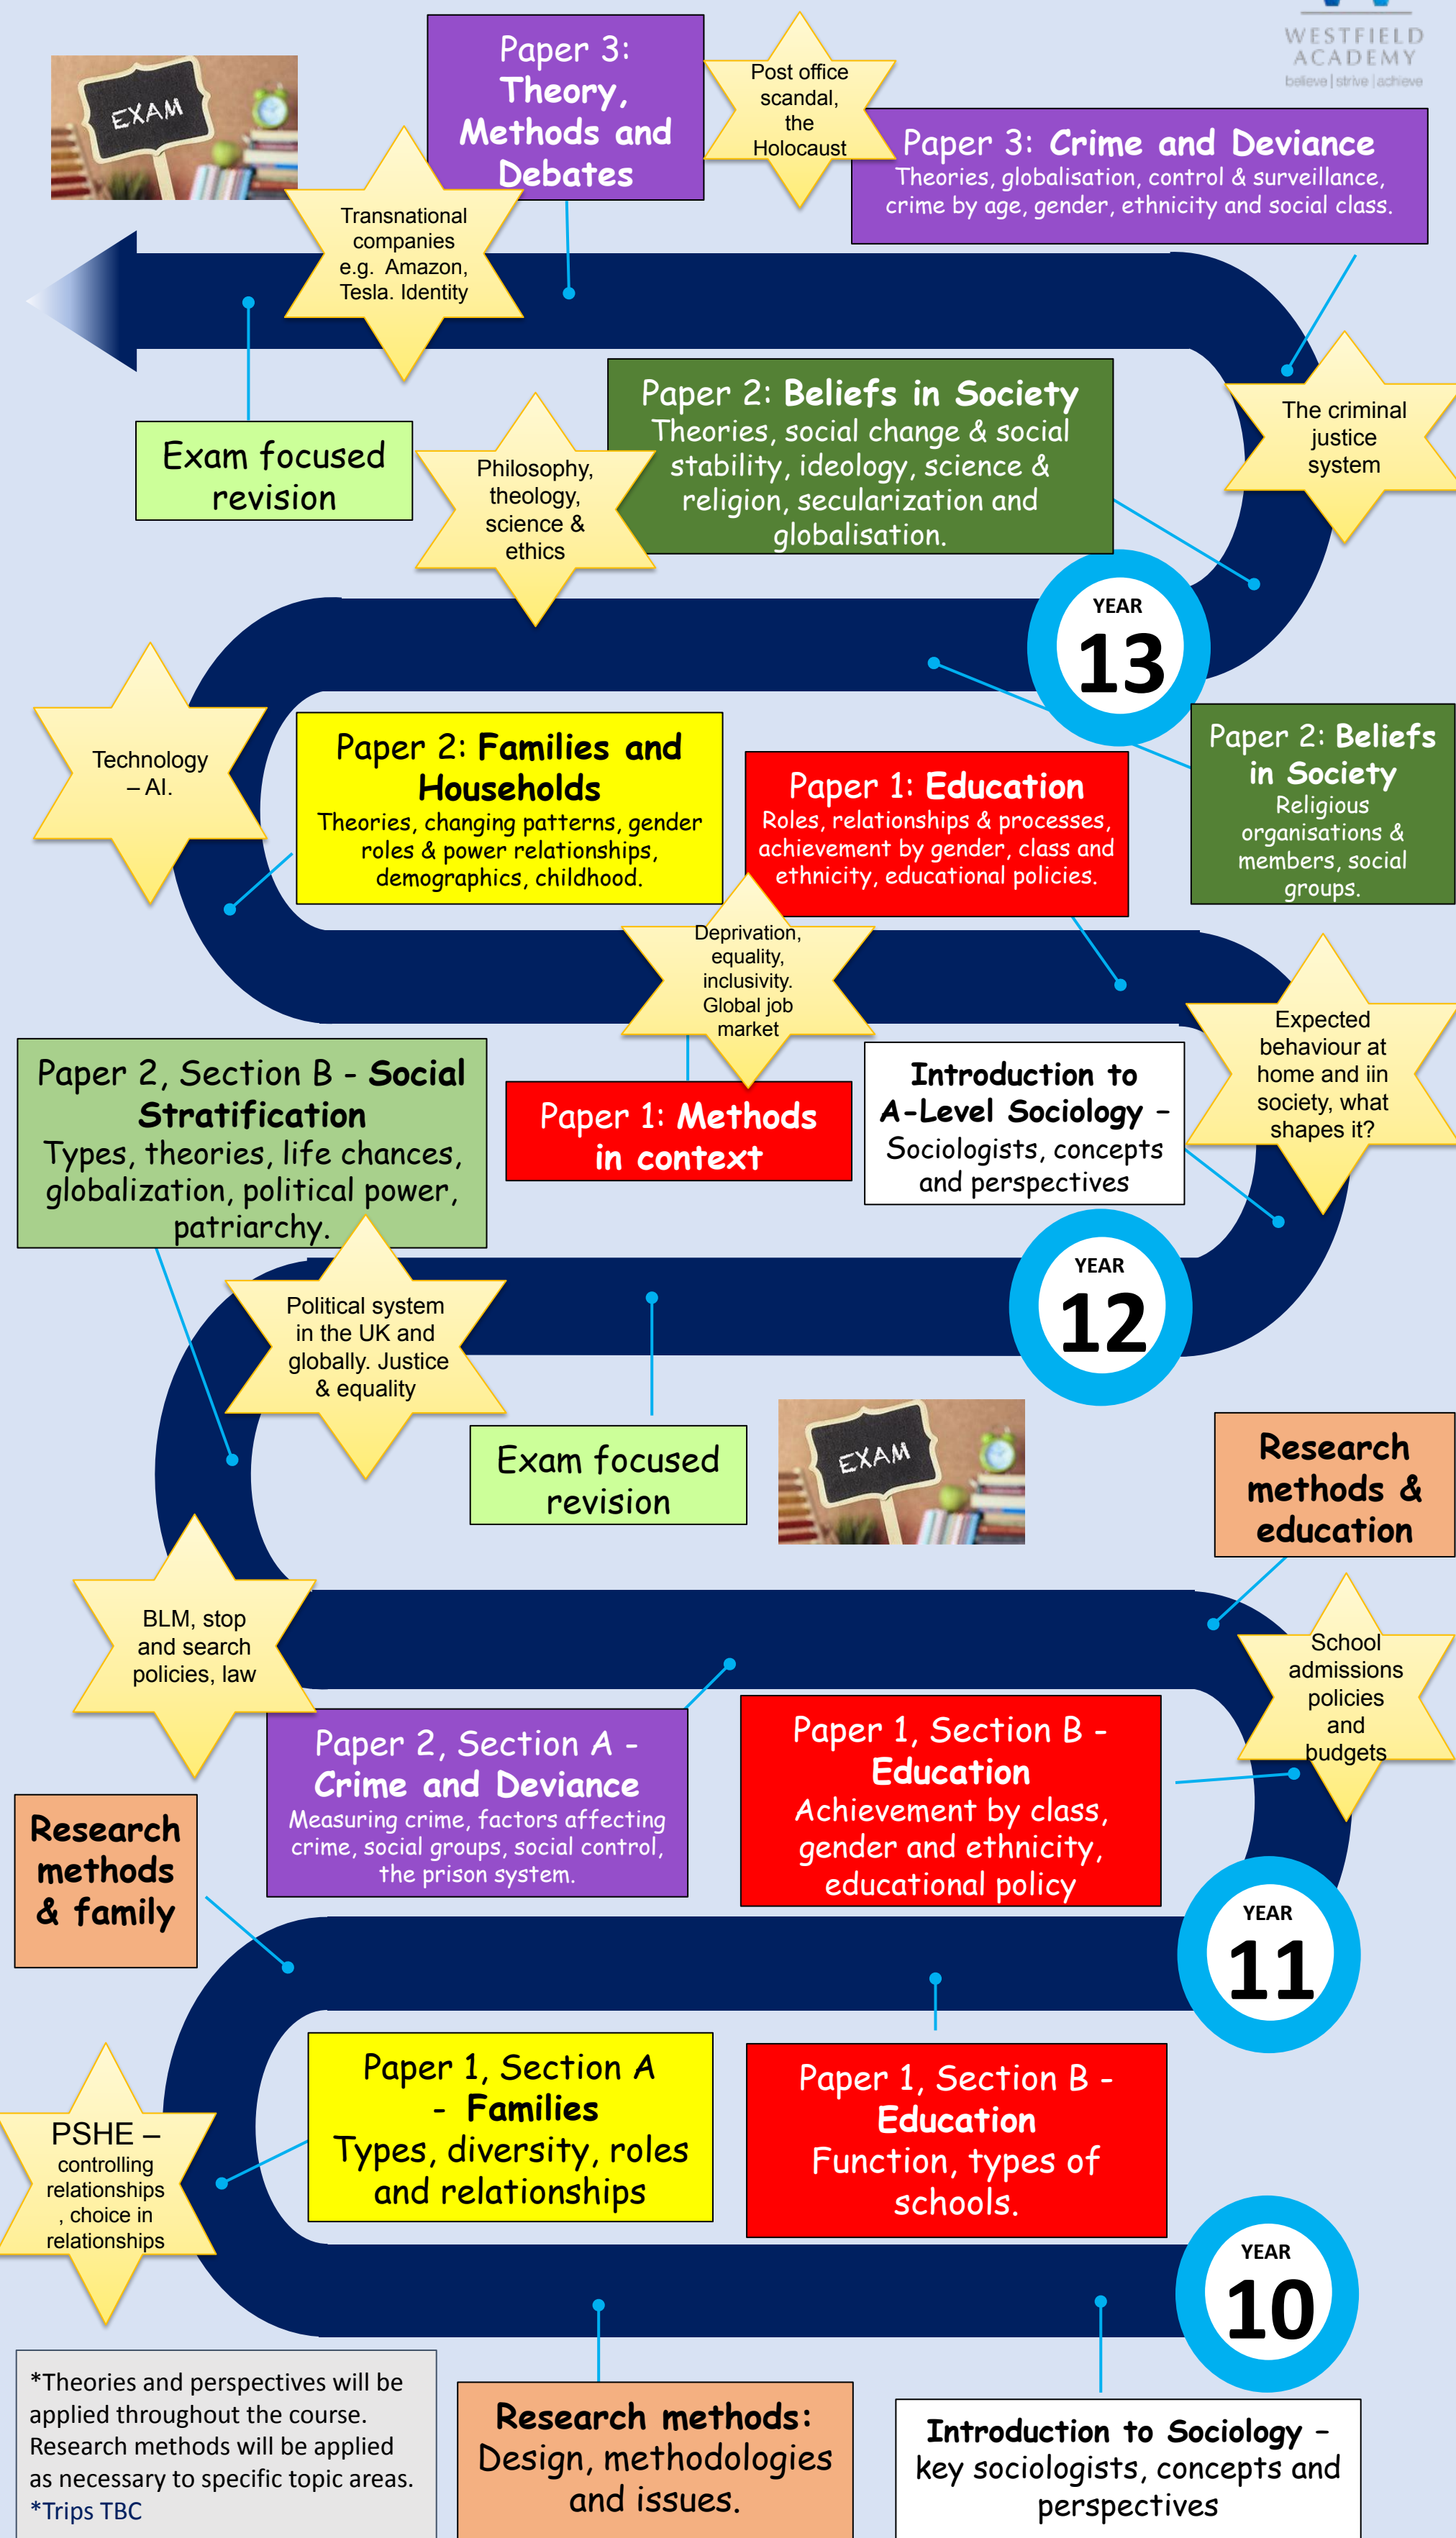 WESTFIELD
ACADEMY
believe | strive | achieve
Paper 3:
Theory,
Methods and
Debates
Post office
scandal,
the
Holocaust
Paper 3: Crime and Deviance
Theories, globalisation, control & surveillance,
crime by age, gender, ethnicity and social class.
EXAM
Transnational
companies
e.g. Amazon,
Tesla. Identity
Exam focused
revision
Philosophy,
theology,
science &
ethics
Paper 2: Beliefs in Society
Theories, social change & social
stability, ideology, science &
religion, secularization and
globalisation.
The criminal
justice
system
YEAR
13
Technology
– AI.
Paper 2: Families and
Households
Theories, changing patterns, gender
roles & power relationships,
demographics, childhood.
Paper 1: Education
Roles, relationships & processes,
achievement by gender, class and
ethnicity, educational policies.
Paper 2: Beliefs
in Society
Religious
organisations &
members, social
groups.
Deprivation,
equality,
inclusivity.
Global job
market
Expected
behaviour at
home and iin
society, what
shapes it?
Paper 2, Section B - Social
Stratification
Types, theories, life chances,
globalization, political power,
patriarchy.
Paper 1: Methods
in context
Introduction to
A-Level Sociology –
Sociologists, concepts
and perspectives
YEAR
12
Political system
in the UK and
globally. Justice
& equality
Exam focused
revision
EXAM
Research
methods &
education
BLM, stop
and search
policies, law
School
admissions
policies
and
budgets
Paper 2, Section A -
Crime and Deviance
Measuring crime, factors affecting
crime, social groups, social control,
the prison system.
Paper 1, Section B -
Education
Achievement by class,
gender and ethnicity,
educational policy
Research
methods
& family
YEAR
11
PSHE –
controlling
relationships
, choice in
relationships
Paper 1, Section A
- Families
Types, diversity, roles
and relationships
Paper 1, Section B -
Education
Function, types of
schools.
YEAR
10
*Theories and perspectives will be
applied throughout the course.
Research methods will be applied
as necessary to specific topic areas.
*Trips TBC
Research methods:
Design, methodologies
and issues.
Introduction to Sociology –
key sociologists, concepts and
perspectives